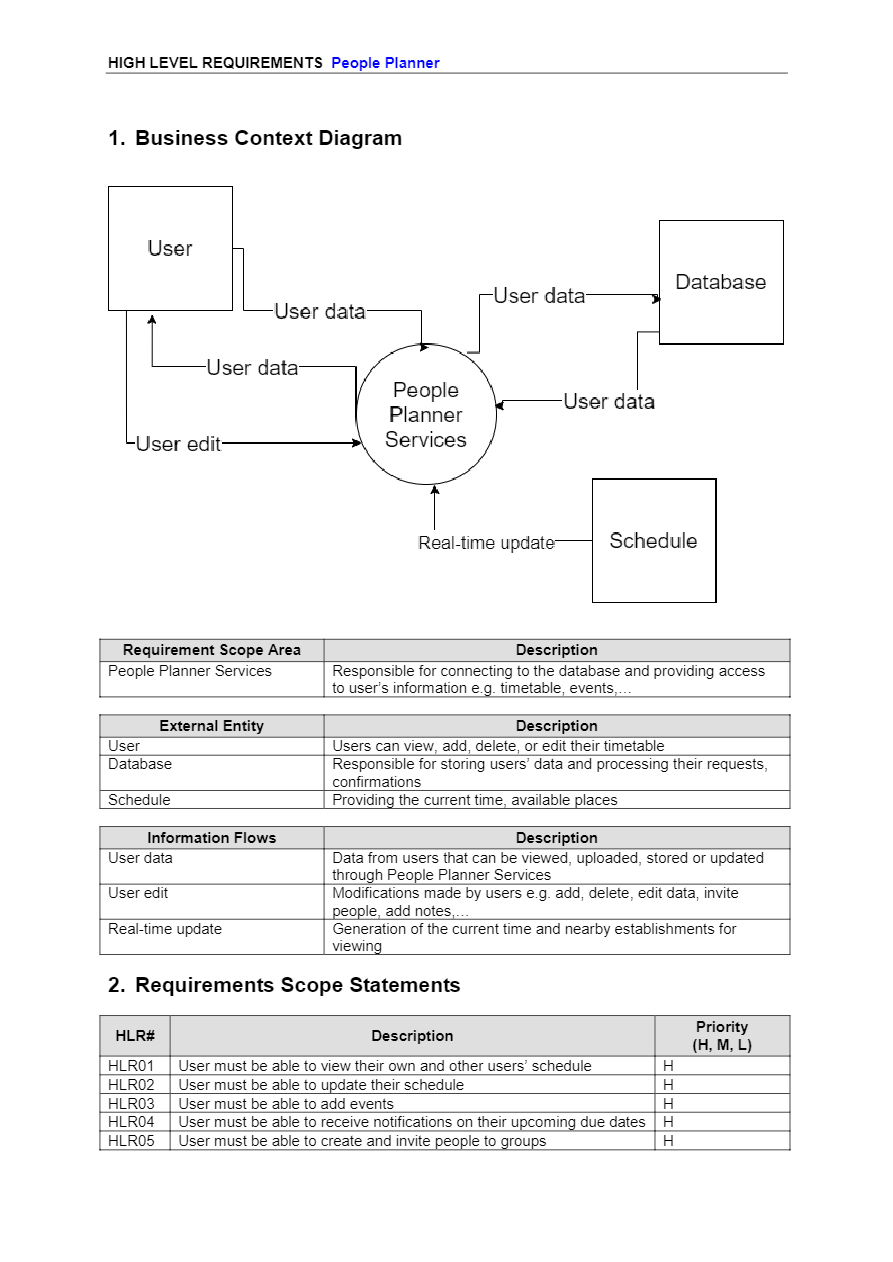 HIGH LEVEL REQUIREMENTS People Planner
1. Business Context Diagram
User
Database
User data
User data
User data
People
Planner
Services
User data
User edit
Real-time update
Schedule
Requirement Scope Area Description
People Planner Services Responsible for connecting to the database and providing access
to user's information e.g. timetable, events,…
External Entity Description
User Users can view, add, delete, or edit their timetable
Database Responsible for storing users' data and processing their requests,
confirmations
Schedule Providing the current time, available places
Information Flows Description
User data Data from users that can be viewed, uploaded, stored or updated
through People Planner Services
User edit Modifications made by users e.g. add, delete, edit data, invite
people, add notes,…
Real-time update Generation of the current time and nearby establishments for
viewing
2. Requirements Scope Statements
HLR# Description Priority
(H, M, L)
HLR01 User must be able to view their own and other users' schedule H
HLR02 User must be able to update their schedule H
HLR03 User must be able to add events H
HLR04 User must be able to receive notifications on their upcoming due dates H
HLR05 User must be able to create and invite people to groups H